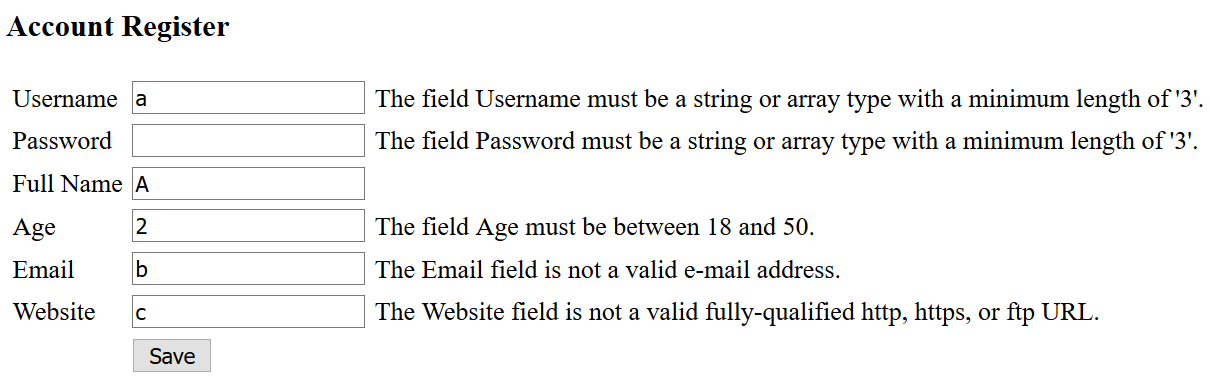 Account Register
Username a The field Username must be a string or array type with a minimum length of '3'.
Password The field Password must be a string or array type with a minimum length of '3'.
Full Name A
Age 2 The field Age must be between 18 and 50.
Email b The Email field is not a valid e-mail address.
Website c The Website field is not a valid fully-qualified http, https, or ftp URL.
Save